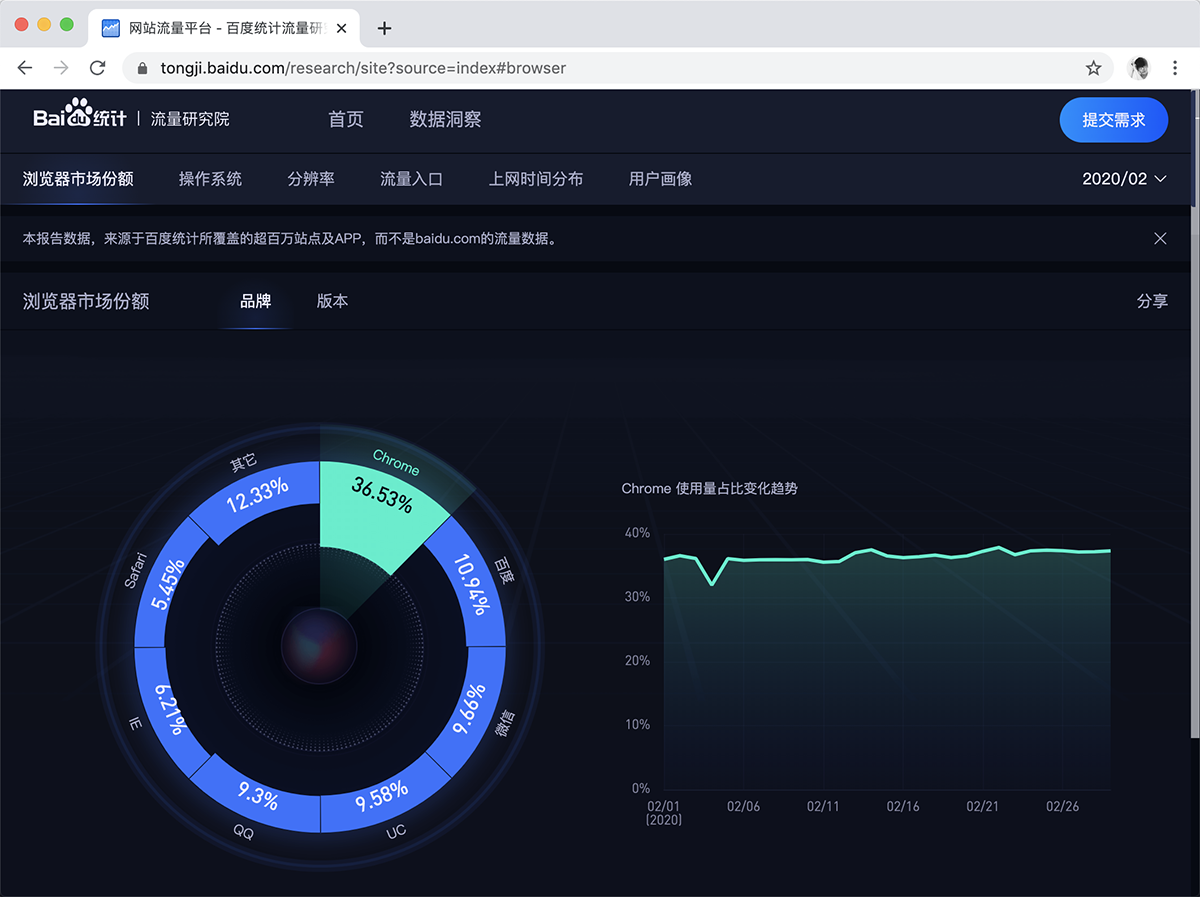 网站流量平台 - 百度统计流量研
tongji.baidu.com/research/site?source=index#browser
Baidu统计 | 流量研究院
首页
数据洞察
提交需求
浏览器市场份额
操作系统
分辨率
流量入口
上网时间分布
用户画像
2020/02
本报告数据，来源于百度统计所覆盖的超百万站点及APP，而不是baidu.com的流量数据。
浏览器市场份额
品牌
版本
分享
Chrome
36.53%
百度
10.94%
微信
9.66%
UC
9.58%
QQ
9.3%
IE
6.21%
Safari
5.45%
其它
12.33%
Chrome 使用量占比变化趋势
40%
30%
20%
10%
0%
02/01 02/06 02/11 02/16 02/21 02/26
[2020]